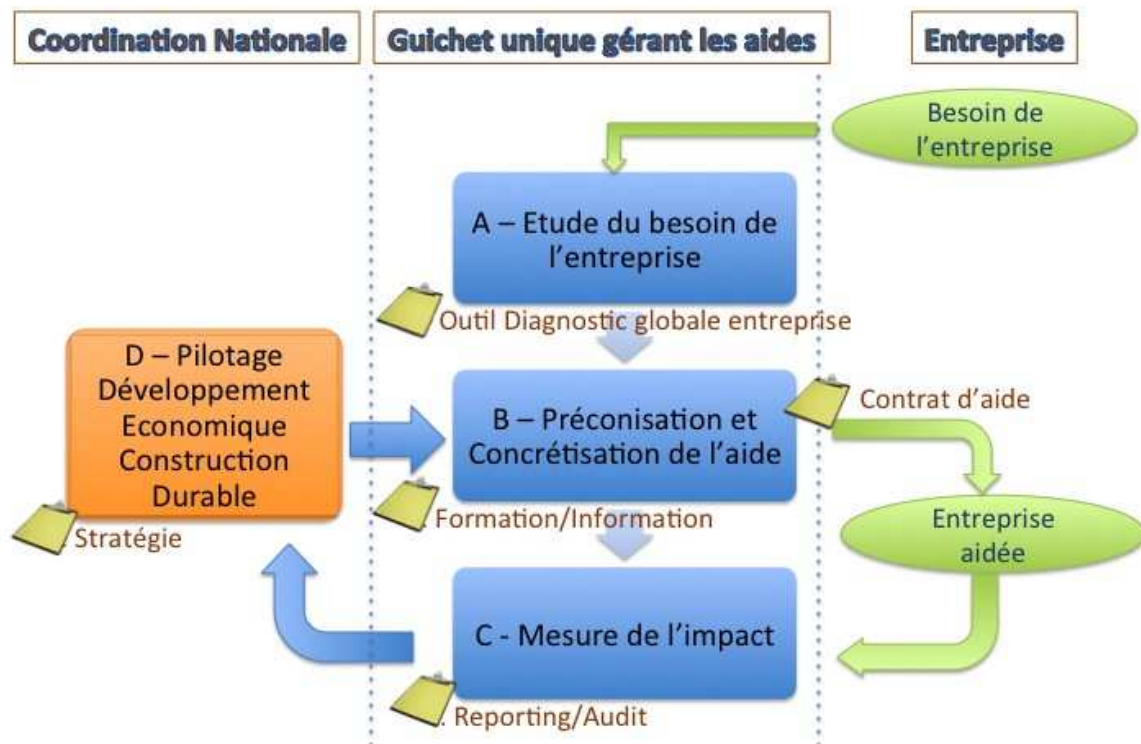 Coordination Nationale
Guichet unique gérant les aides
Entreprise
Besoin de
l'entreprise
A – Etude du besoin de
l'entreprise
Outil Diagnostic globale entreprise
D – Pilotage
Développement
Economique
Construction
Durable
. Stratégie
B – Préconisation et
Concrétisation de l'aide
Contrat d'aide
. Formation/Information
Entreprise
aidée
C - Mesure de l'impact
. Reporting/Audit